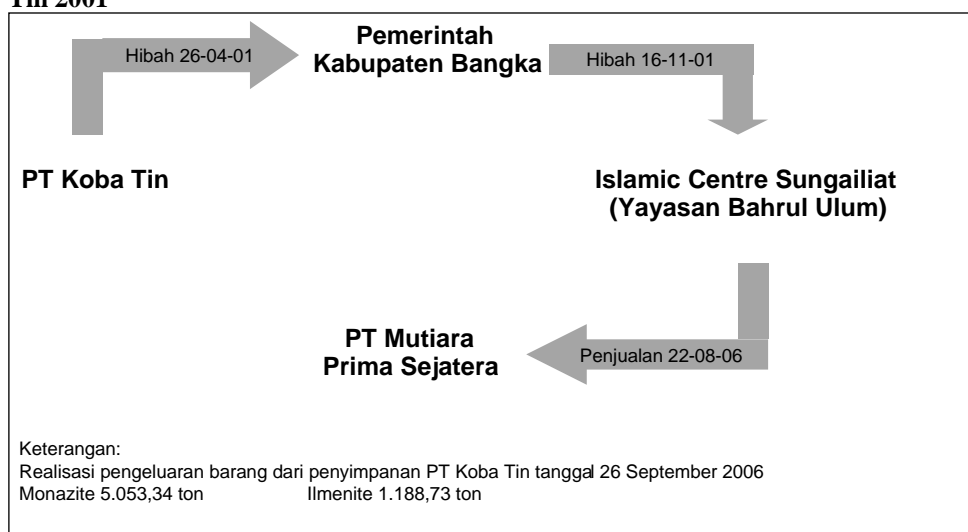 Tin 2001
Hibah 26-04-01
Pemerintah
Kabupaten Bangka
Hibah 16-11-01
PT Koba Tin
Islamic Centre Sungailiat
(Yayasan Bahrul Ulum)
PT Mutiara
Prima Sejatera
Penjualan 22-08-06
Keterangan:
Realisasi pengeluaran barang dari penyimpanan PT Koba Tin tanggal 26 September 2006
Monazite 5.053,34 ton Ilmenite 1.188,73 ton